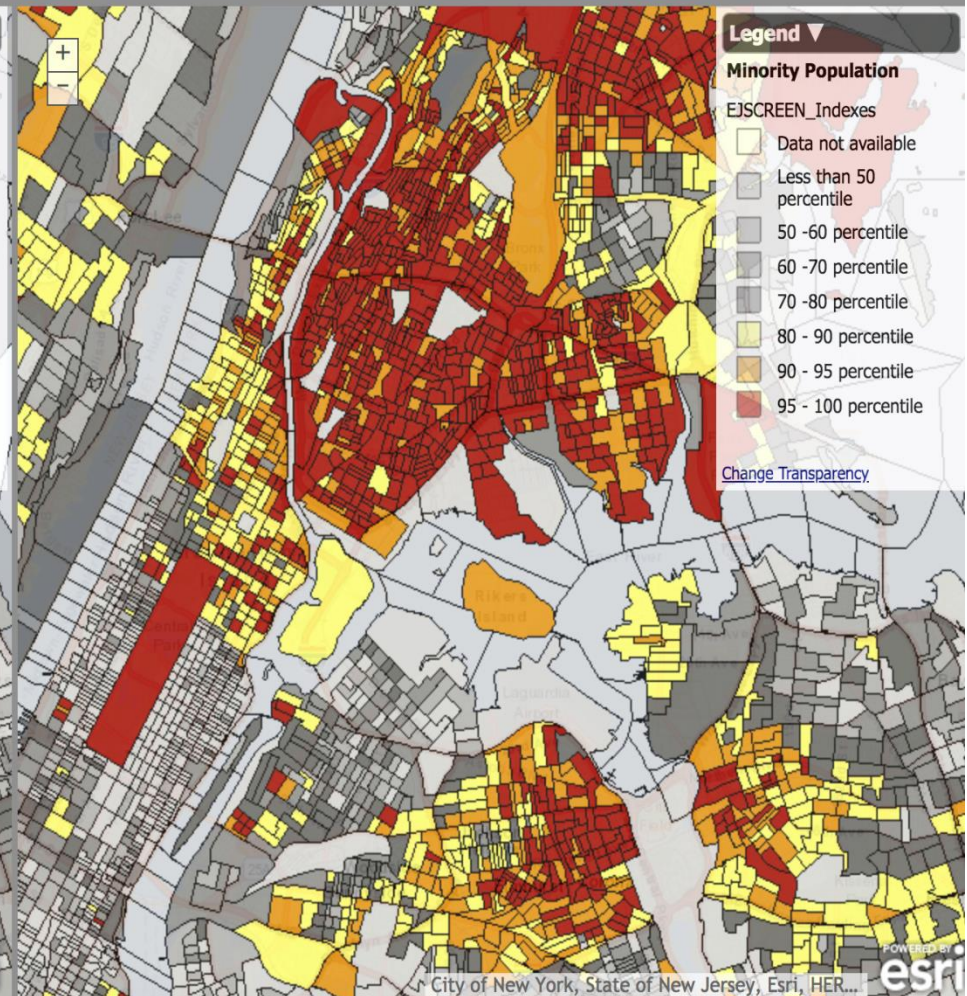 +
−
Legend ▼
Minority Population
EJSCREEN_Indexes
Data not available
Less than 50
percentile
50 -60 percentile
60 -70 percentile
70 -80 percentile
80 - 90 percentile
90 - 95 percentile
95 - 100 percentile
Change Transparency
Rikers
Island
Laguardia
Airport
City of New York, State of New Jersey, Esri, HER...
POWERED BY
esri